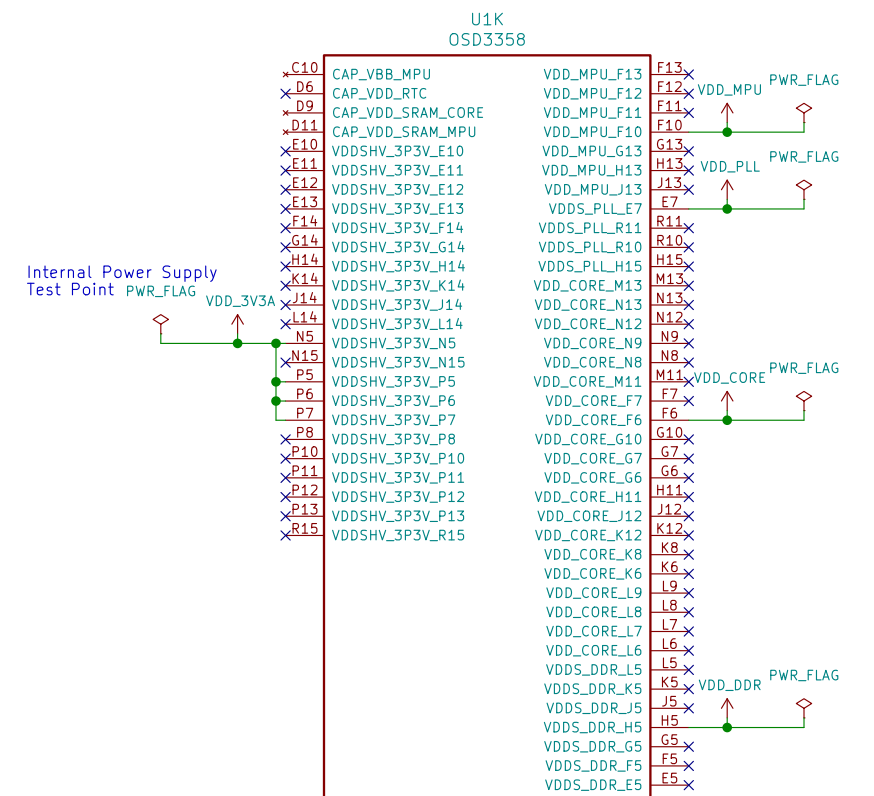 U1K
OSD3358
C10 CAP_VBB_MPU VDD_MPU_F13 F13
D6 CAP_VDD_RTC VDD_MPU_F12 F12
D9 CAP_VDD_SRAM_CORE VDD_MPU_F11 F11
D11 CAP_VDD_SRAM_MPU VDD_MPU_F10 F10
VDD_MPU PWR_FLAG
E10 VDDSHV_3P3V_E10 VDD_MPU_G13 G13
E11 VDDSHV_3P3V_E11 VDD_MPU_H13 H13
E12 VDDSHV_3P3V_E12 VDD_MPU_J13 J13
E13 VDDSHV_3P3V_E13 VDDS_PLL_E7 E7
VDD_PLL PWR_FLAG
F14 VDDSHV_3P3V_F14 VDDS_PLL_R11 R11
G14 VDDSHV_3P3V_G14 VDDS_PLL_R10 R10
H14 VDDSHV_3P3V_H14 VDDS_PLL_H15 H15
K14 VDDSHV_3P3V_K14 VDD_CORE_M13 M13
J14 VDDSHV_3P3V_J14 VDD_CORE_N13 N13
L14 VDDSHV_3P3V_L14 VDD_CORE_N12 N12
Internal Power Supply
Test Point
PWR_FLAG VDD_3V3A
N5 VDDSHV_3P3V_N5 VDD_CORE_N9 N9
N15 VDDSHV_3P3V_N15 VDD_CORE_N8 N8
P5 VDDSHV_3P3V_P5 VDD_CORE_M11 M11
P6 VDDSHV_3P3V_P6 VDD_CORE_F7 F7
P7 VDDSHV_3P3V_P7 VDD_CORE_F6 F6
VDD_CORE PWR_FLAG
P8 VDDSHV_3P3V_P8 VDD_CORE_G10 G10
P10 VDDSHV_3P3V_P10 VDD_CORE_G7 G7
P11 VDDSHV_3P3V_P11 VDD_CORE_G6 G6
P12 VDDSHV_3P3V_P12 VDD_CORE_H11 H11
P13 VDDSHV_3P3V_P13 VDD_CORE_J12 J12
R15 VDDSHV_3P3V_R15 VDD_CORE_K12 K12
VDD_CORE_K8 K8
VDD_CORE_K6 K6
VDD_CORE_L9 L9
VDD_CORE_L8 L8
VDD_CORE_L7 L7
VDD_CORE_L6 L6
VDDS_DDR_L5 L5
VDDS_DDR_K5 K5
VDDS_DDR_J5 J5
VDDS_DDR_H5 H5
VDD_DDR PWR_FLAG
VDDS_DDR_G5 G5
VDDS_DDR_F5 F5
VDDS_DDR_E5 E5